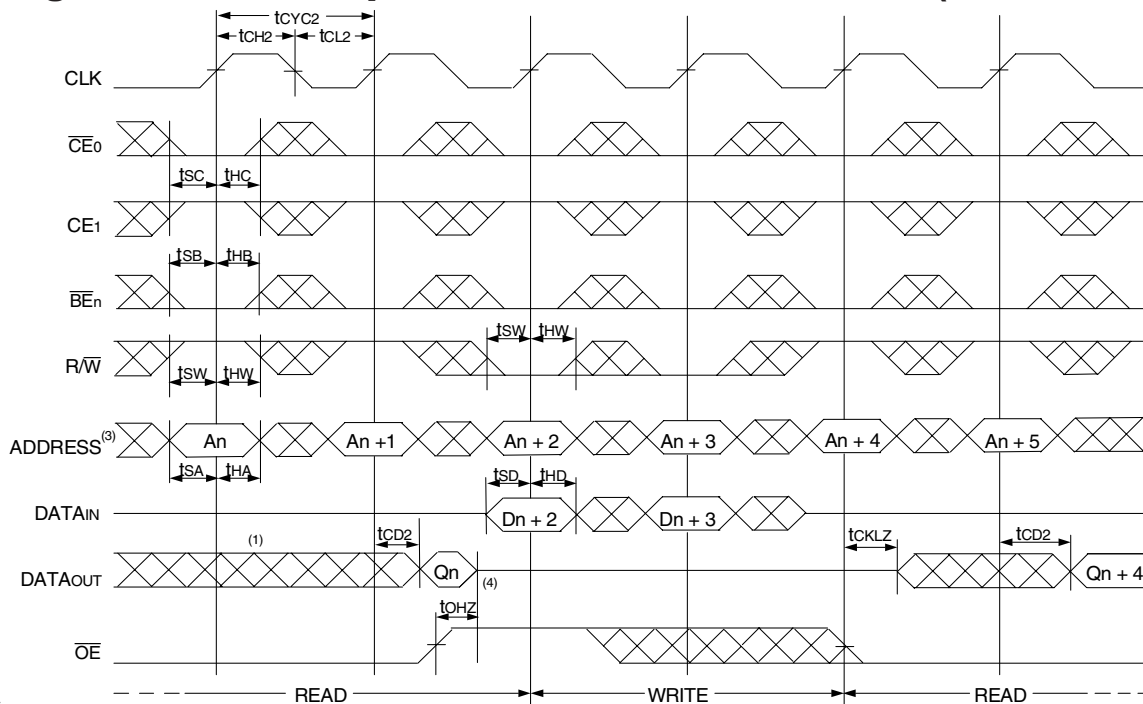 tCYC2
tCH2 tCL2
CLK
CE0
tSC tHC
CE1
tSB tHB
BEn
tSW tHW
R/W
tSW tHW
ADDRESS(3) An An +1 An + 2 An + 3 An + 4 An + 5
tSA tHA tSD tHD
DATAIN Dn + 2 Dn + 3
(1) tCD2 tCKLZ tCD2
DATAOUT Qn (4) Qn + 4
tOHZ
OE
READ WRITE READ